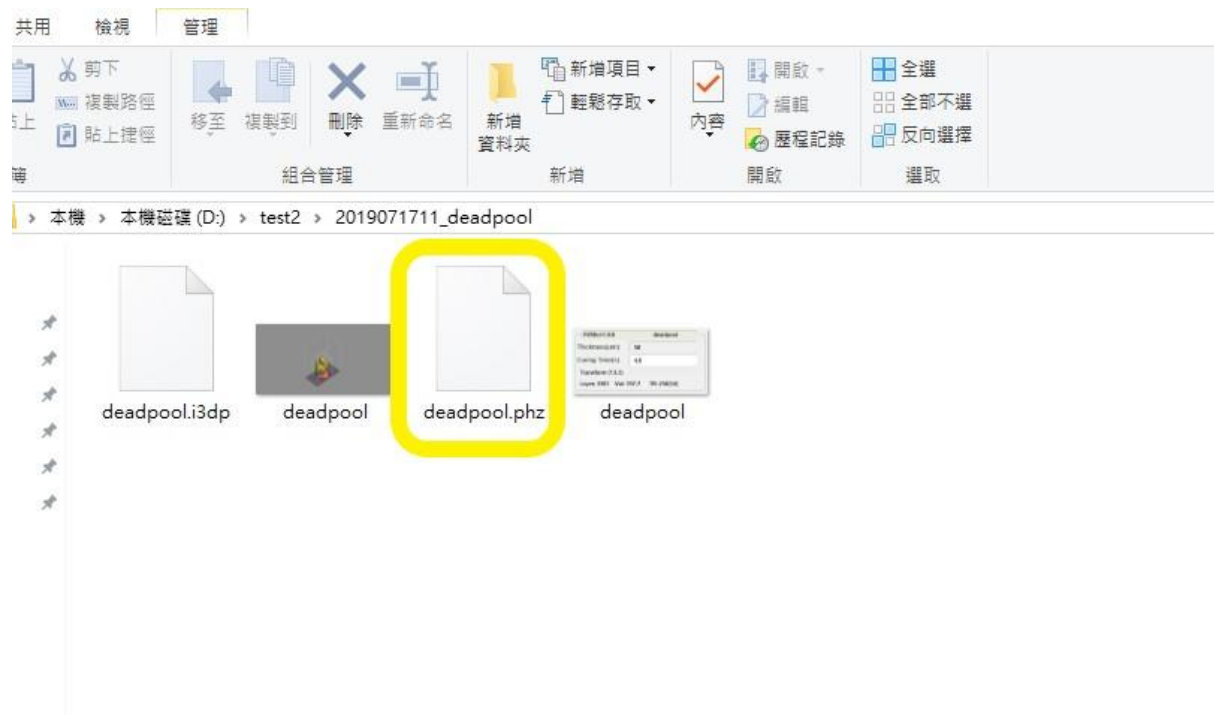 共用 檢視 管理
剪下
複製路徑
貼上捷徑
移至
複製到
刪除
重新命名
組合管理
新增
資料夾
新增項目
輕鬆存取
新增
內容
開啟
編輯
歷程記錄
開啟
全選
全部不選
反向選擇
選取
› 本機 › 本機磁碟 (D:) › test2 › 2019071711_deadpool
deadpool.i3dp
deadpool
deadpool.phz
deadpool